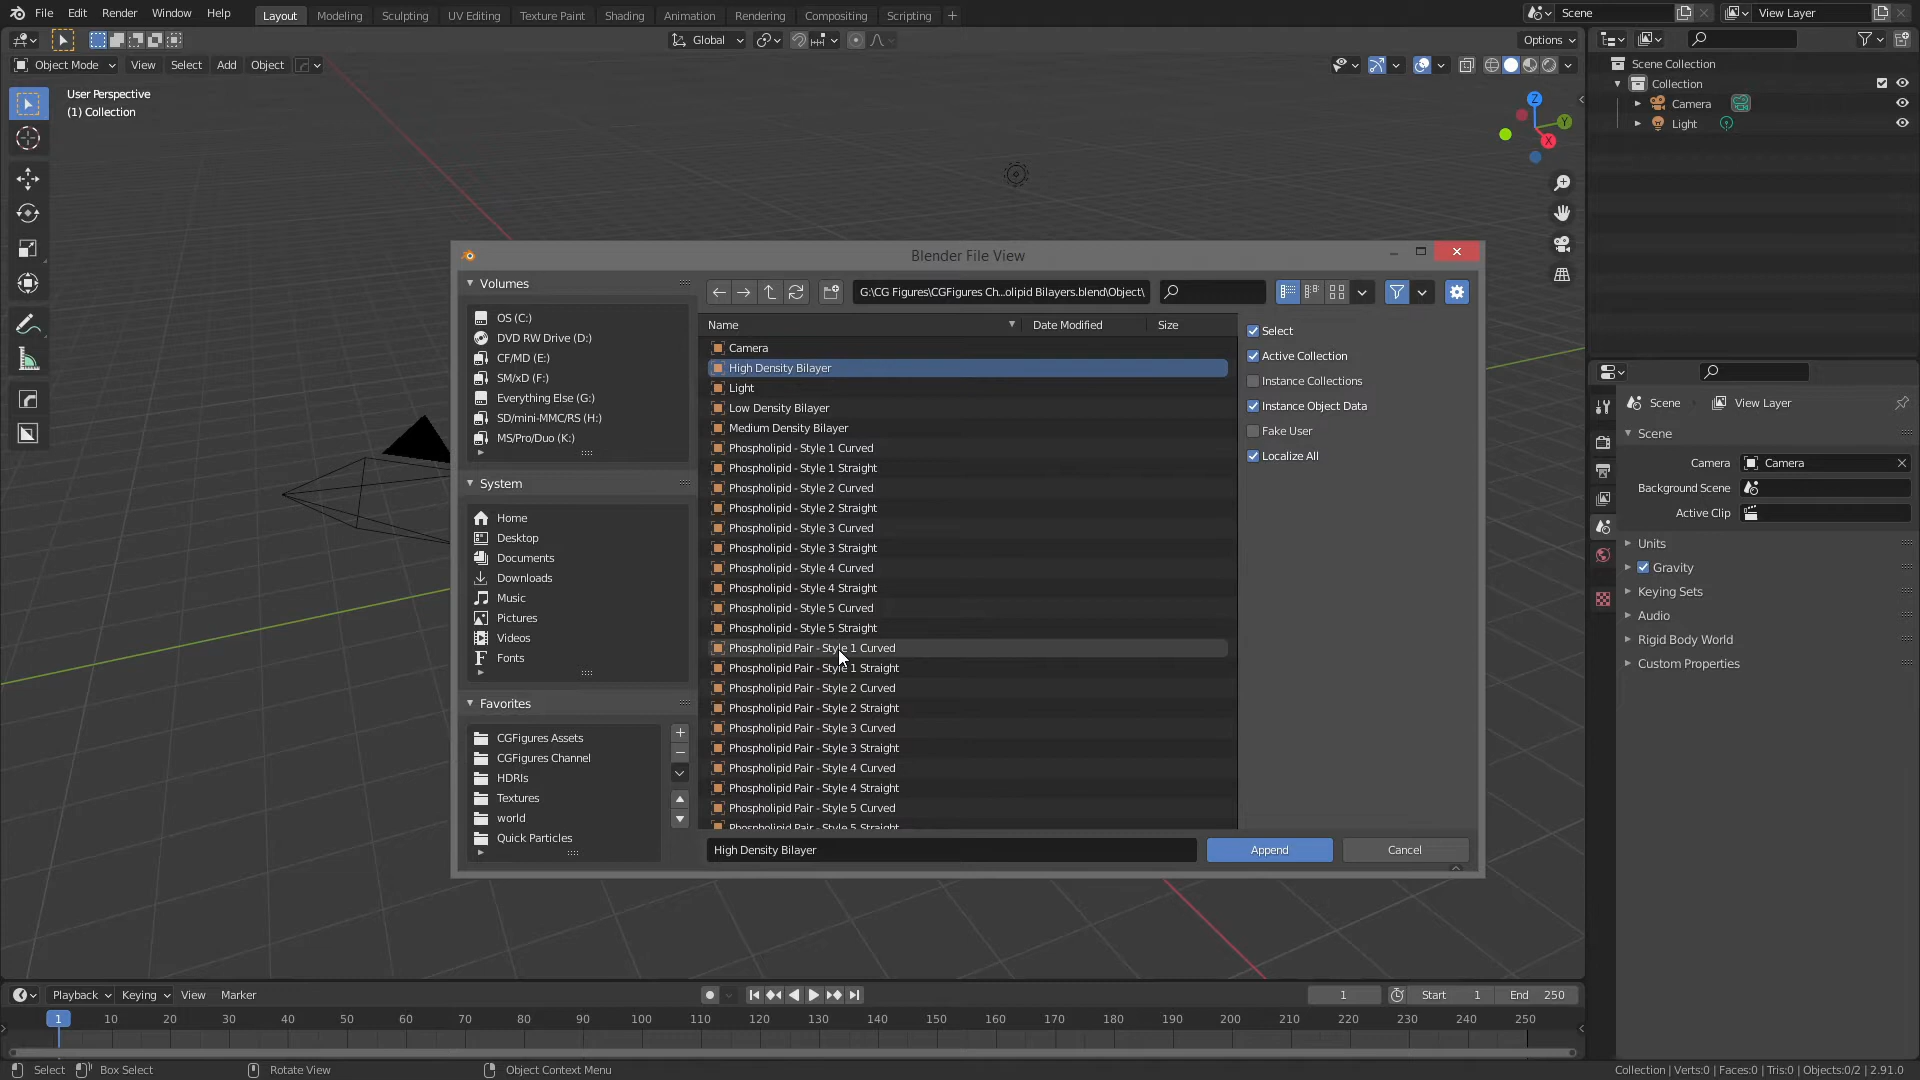 File Edit Render Window Help Layout Modeling Sculpting UV Editing Texture Paint Shading Animation Rendering Compositing Scripting + Scene View Layer
Global Options
Object Mode View Select Add Object
User Perspective
(1) Collection
Z
Y
X
Scene Collection
Collection
Camera
Light
Blender File View
Volumes
OS (C:)
DVD RW Drive (D:)
CF/MD (E:)
SM/xD (F:)
Everything Else (G:)
SD/mini-MMC/RS (H:)
MS/Pro/Duo (K:)
System
Home
Desktop
Documents
Downloads
Music
Pictures
Videos
Fonts
Favorites
CGFigures Assets
CGFigures Channel
HDRIs
Textures
world
Quick Particles
G:\CG Figures\CGFigures Ch...olipid Bilayers.blend\Object\
Name Date Modified Size
Camera
High Density Bilayer
Light
Low Density Bilayer
Medium Density Bilayer
Phospholipid - Style 1 Curved
Phospholipid - Style 1 Straight
Phospholipid - Style 2 Curved
Phospholipid - Style 2 Straight
Phospholipid - Style 3 Curved
Phospholipid - Style 3 Straight
Phospholipid - Style 4 Curved
Phospholipid - Style 4 Straight
Phospholipid - Style 5 Curved
Phospholipid - Style 5 Straight
Phospholipid Pair - Style 1 Curved
Phospholipid Pair - Style 1 Straight
Phospholipid Pair - Style 2 Curved
Phospholipid Pair - Style 2 Straight
Phospholipid Pair - Style 3 Curved
Phospholipid Pair - Style 3 Straight
Phospholipid Pair - Style 4 Curved
Phospholipid Pair - Style 4 Straight
Phospholipid Pair - Style 5 Curved
Phospholipid Pair - Style 5 Straight
Select
Active Collection
Instance Collections
Instance Object Data
Fake User
Localize All
High Density Bilayer Append Cancel
Scene View Layer
Scene
Camera Camera
Background Scene
Active Clip
Units
Gravity
Keying Sets
Audio
Rigid Body World
Custom Properties
Playback Keying View Marker 1 Start 1 End 250
1 10 20 30 40 50 60 70 80 90 100 110 120 130 140 150 160 170 180 190 200 210 220 230 240 250
Select Box Select Rotate View Object Context Menu Collection | Verts:0 | Faces:0 | Tris:0 | Objects:0/2 | 2.91.0